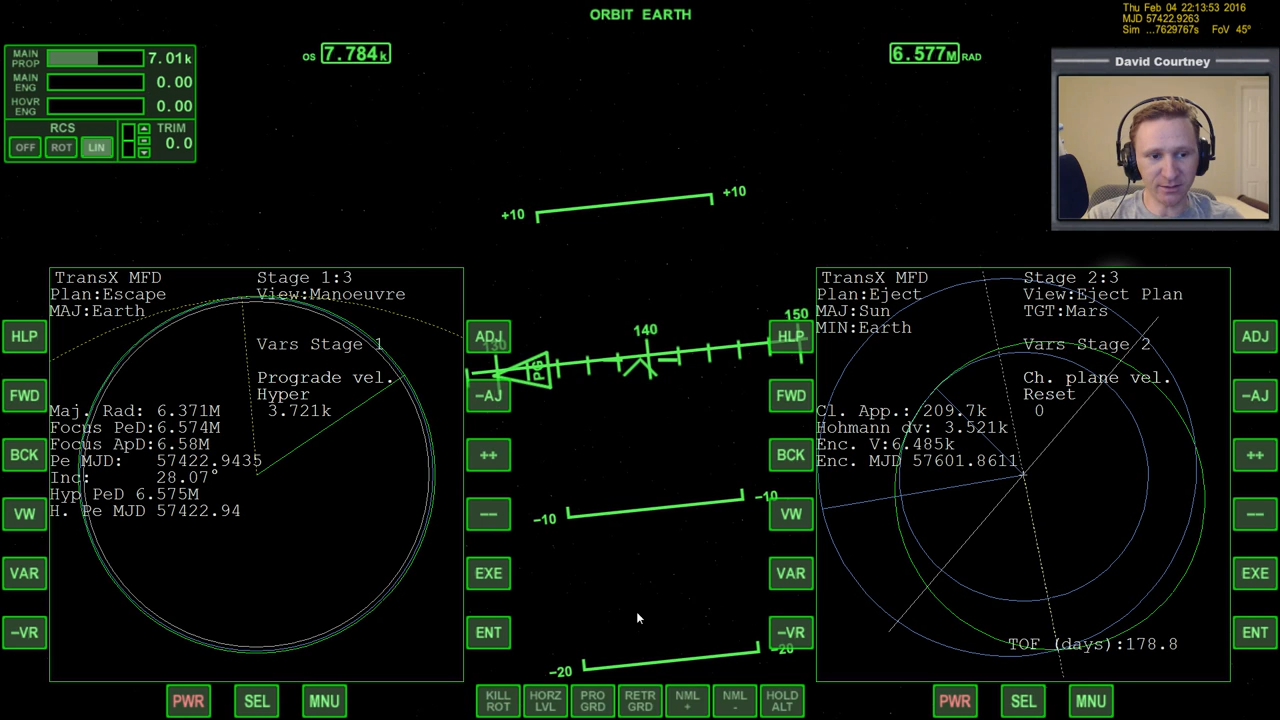 ORBIT EARTH
Thu Feb 04 22:13:53 2016
MJD 57422.9263
Sim ...7629767s FoV 45°
MAIN PROP 7.01k
MAIN ENG 0.00
HOVR ENG 0.00
RCS
TRIM
0.0
OFF ROT LIN
OS 7.784k
6.577M RAD
David Courtney
+10 +10
130 140 150
PG
-10 -10
-20 -20
TransX MFD Stage 1:3
Plan:Escape View:Manoeuvre
MAJ:Earth
Vars Stage 1
Prograde vel.
Hyper
Maj. Rad: 6.371M 3.721k
Focus PeD:6.574M
Focus ApD:6.58M
Pe MJD: 57422.9435
Inc: 28.07°
Hyp PeD 6.575M
H. Pe MJD 57422.94
HLP
FWD
BCK
VW
VAR
-VR
ADJ
-AJ
++
--
EXE
ENT
PWR SEL MNU
KILL ROT
HORZ LVL
PRO GRD
RETR GRD
NML +
NML -
HOLD ALT
TransX MFD Stage 2:3
Plan:Eject View:Eject Plan
MAJ:Sun TGT:Mars
MIN:Earth
Vars Stage 2
Ch. plane vel.
Reset
Cl. App.: 209.7k 0
Hohmann dv: 3.521k
Enc. V:6.485k
Enc. MJD 57601.8611
TOF (days):178.8
HLP
FWD
BCK
VW
VAR
-VR
ADJ
-AJ
++
--
EXE
ENT
PWR SEL MNU